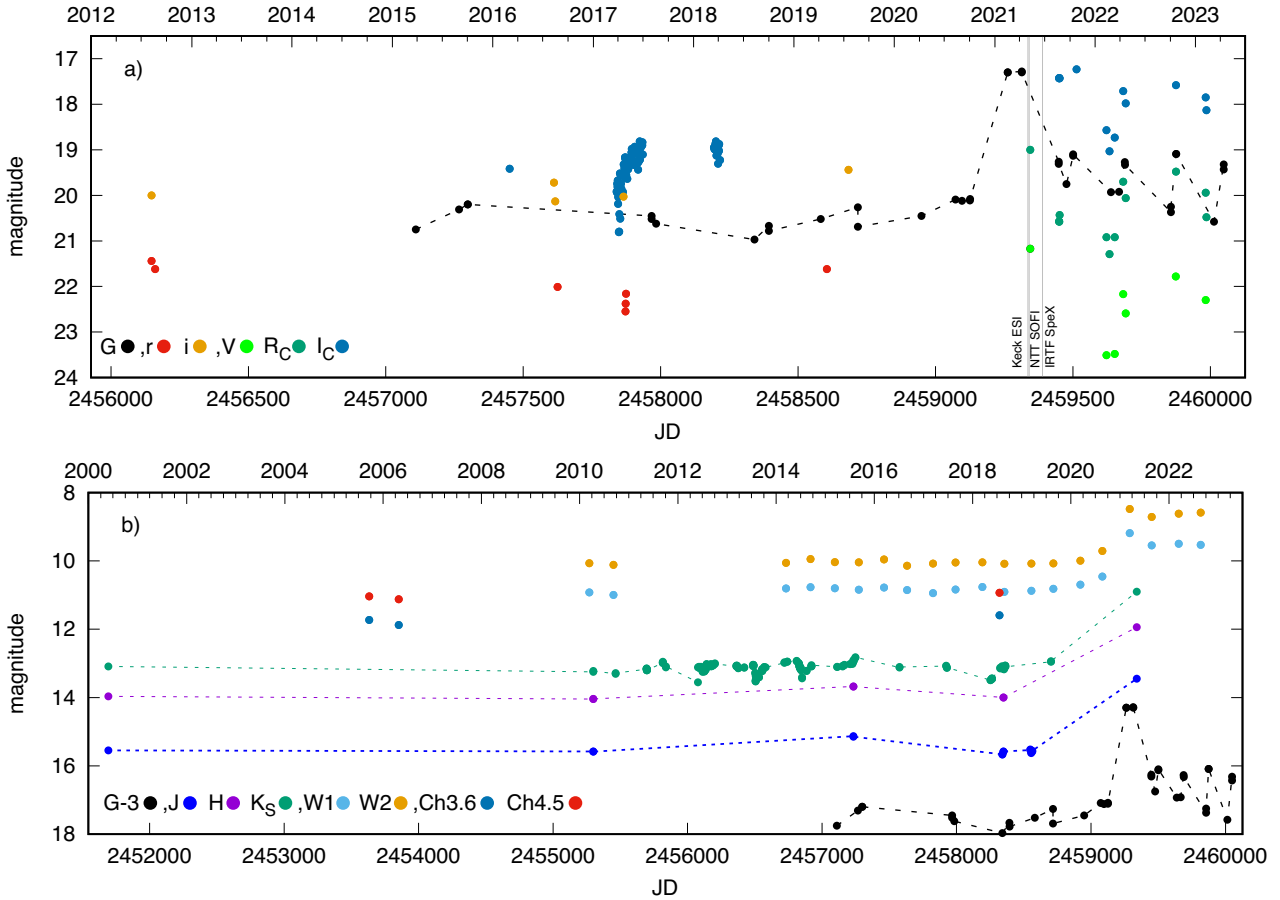 2012 2013 2014 2015 2016 2017 2018 2019 2020 2021 2022 2023
a)
17
18
19
20
21
22
23
24
magnitude
Keck ESI
NTT SOFI
IRTF SpeX
G ,r i ,V R_C I_C
2456000 2456500 2457000 2457500 2458000 2458500 2459000 2459500 2460000
JD
2000 2002 2004 2006 2008 2010 2012 2014 2016 2018 2020 2022
b)
8
10
12
14
16
18
magnitude
G-3 ,J H K_S ,W1 W2 ,Ch3.6 Ch4.5
2452000 2453000 2454000 2455000 2456000 2457000 2458000 2459000 2460000
JD